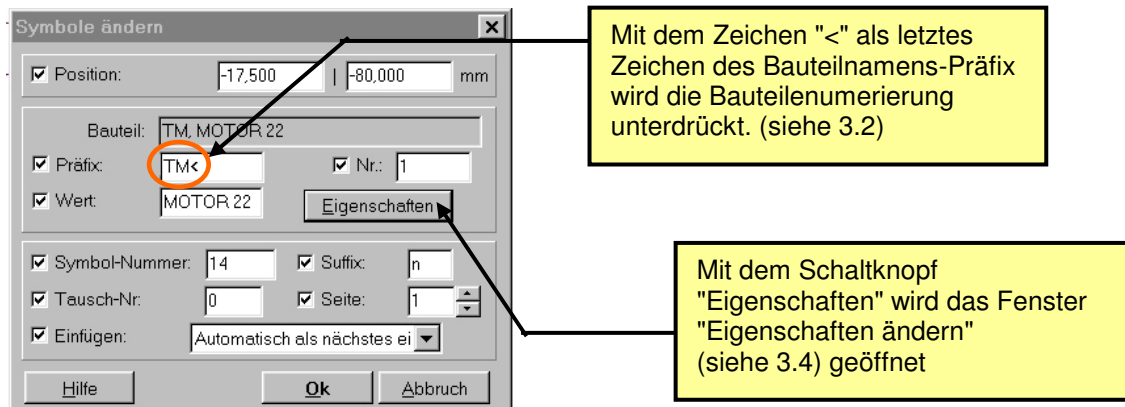 Symbole ändern
Position: -17,500 | -80,000 mm
Bauteil: TM, MOTOR 22
Präfix: TM< Nr.: 1
Wert: MOTOR 22 Eigenschaften
Symbol-Nummer: 14 Suffix: n
Tausch-Nr: 0 Seite: 1
Einfügen: Automatisch als nächstes ei
Hilfe Ok Abbruch
Mit dem Zeichen "<" als letztes
Zeichen des Bauteilnamens-Präfix
wird die Bauteilenumerierung
unterdrückt. (siehe 3.2)
Mit dem Schaltknopf
"Eigenschaften" wird das Fenster
"Eigenschaften ändern"
(siehe 3.4) geöffnet